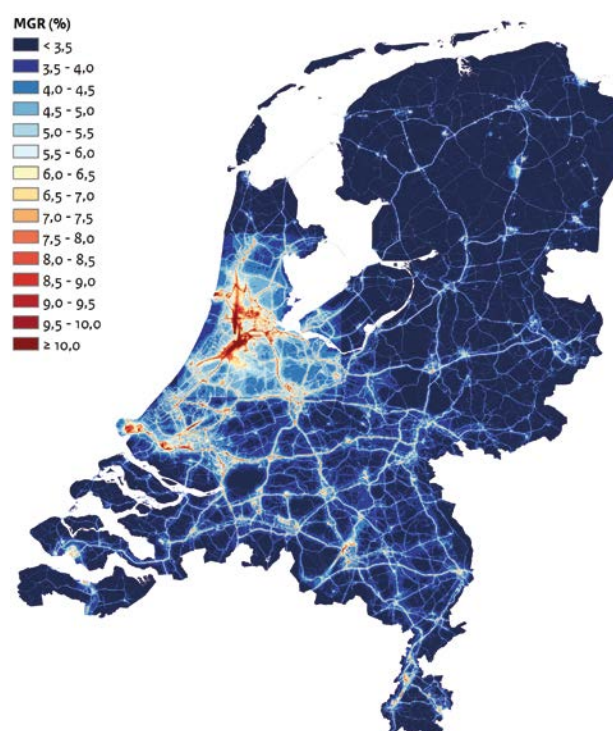 MGR (%)
< 3,5
3,5 - 4,0
4,0 - 4,5
4,5 - 5,0
5,0 - 5,5
5,5 - 6,0
6,0 - 6,5
6,5 - 7,0
7,0 - 7,5
7,5 - 8,0
8,0 - 8,5
8,5 - 9,0
9,0 - 9,5
9,5 - 10,0
≥ 10,0